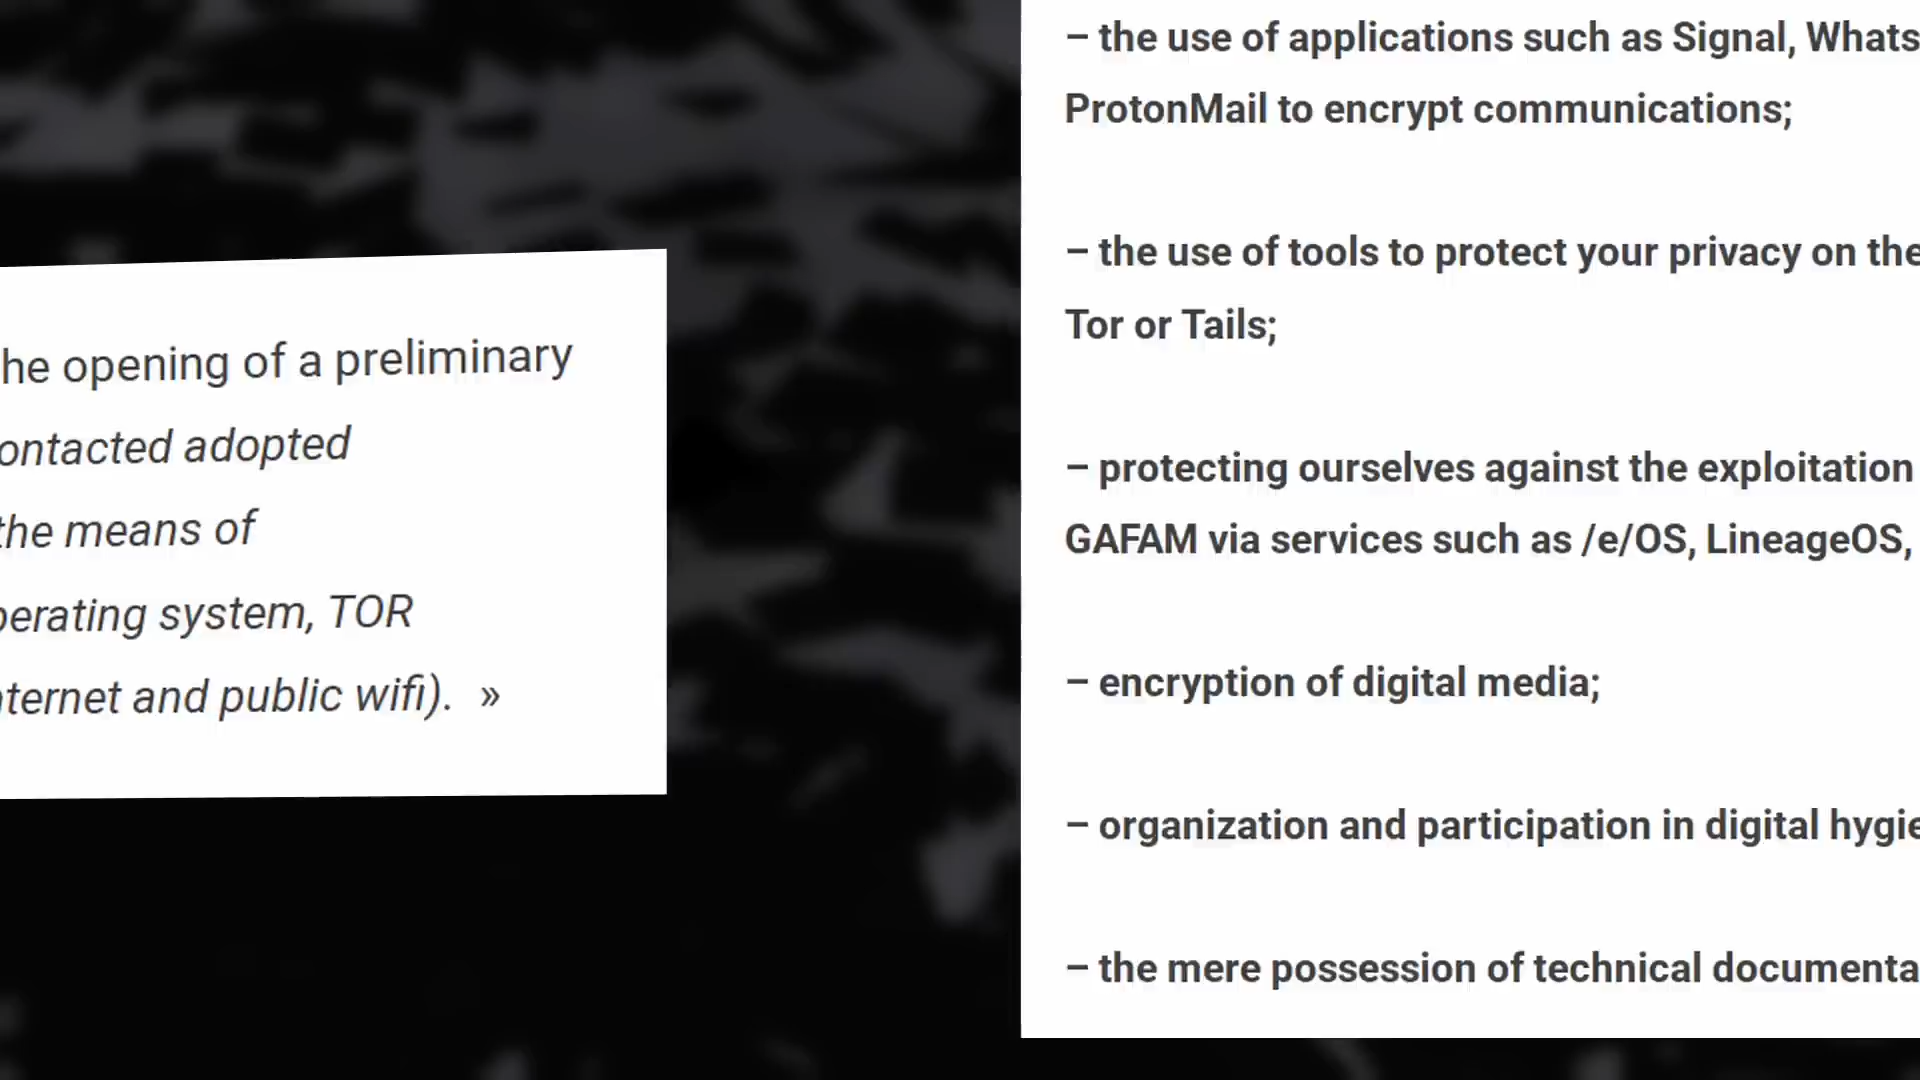 he opening of a preliminary
ontacted adopted
the means of
perating system, TOR
nternet and public wifi). »
– the use of applications such as Signal, Whats
ProtonMail to encrypt communications;
– the use of tools to protect your privacy on the
Tor or Tails;
– protecting ourselves against the exploitation
GAFAM via services such as /e/OS, LineageOS,
– encryption of digital media;
– organization and participation in digital hygie
– the mere possession of technical documenta